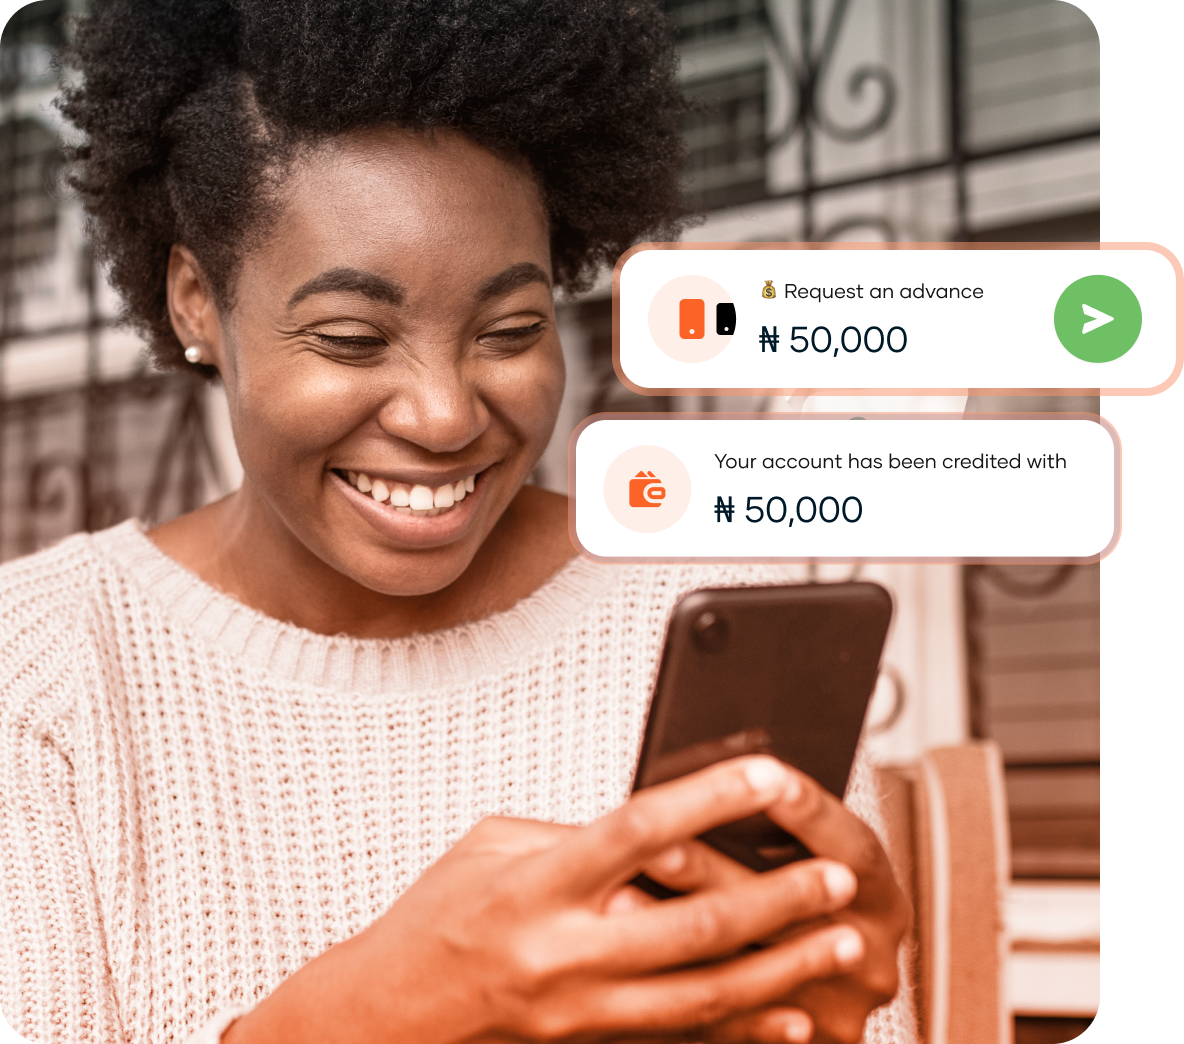 💰 Request an advance
₦ 50,000
Your account has been credited with
₦ 50,000